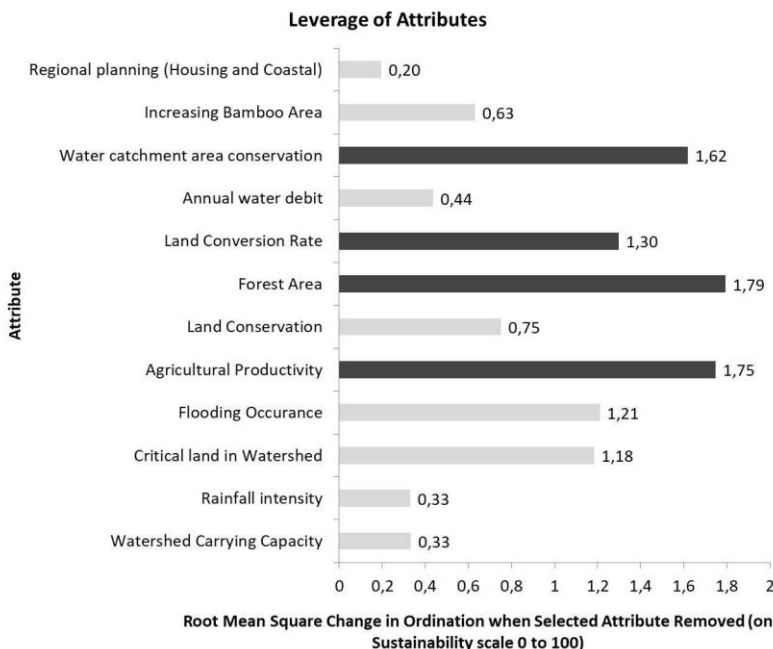 Leverage of Attributes
Regional planning (Housing and Coastal)
0,20
Increasing Bamboo Area
0,63
Water catchment area conservation
1,62
Annual water debit
0,44
Land Conversion Rate
1,30
Forest Area
1,79
Land Conservation
0,75
Agricultural Productivity
1,75
Flooding Occurance
1,21
Critical land in Watershed
1,18
Rainfall intensity
0,33
Watershed Carrying Capacity
0,33
Attribute
0 0,2 0,4 0,6 0,8 1 1,2 1,4 1,6 1,8 2
Root Mean Square Change in Ordination when Selected Attribute Removed (on
Sustainability scale 0 to 100)